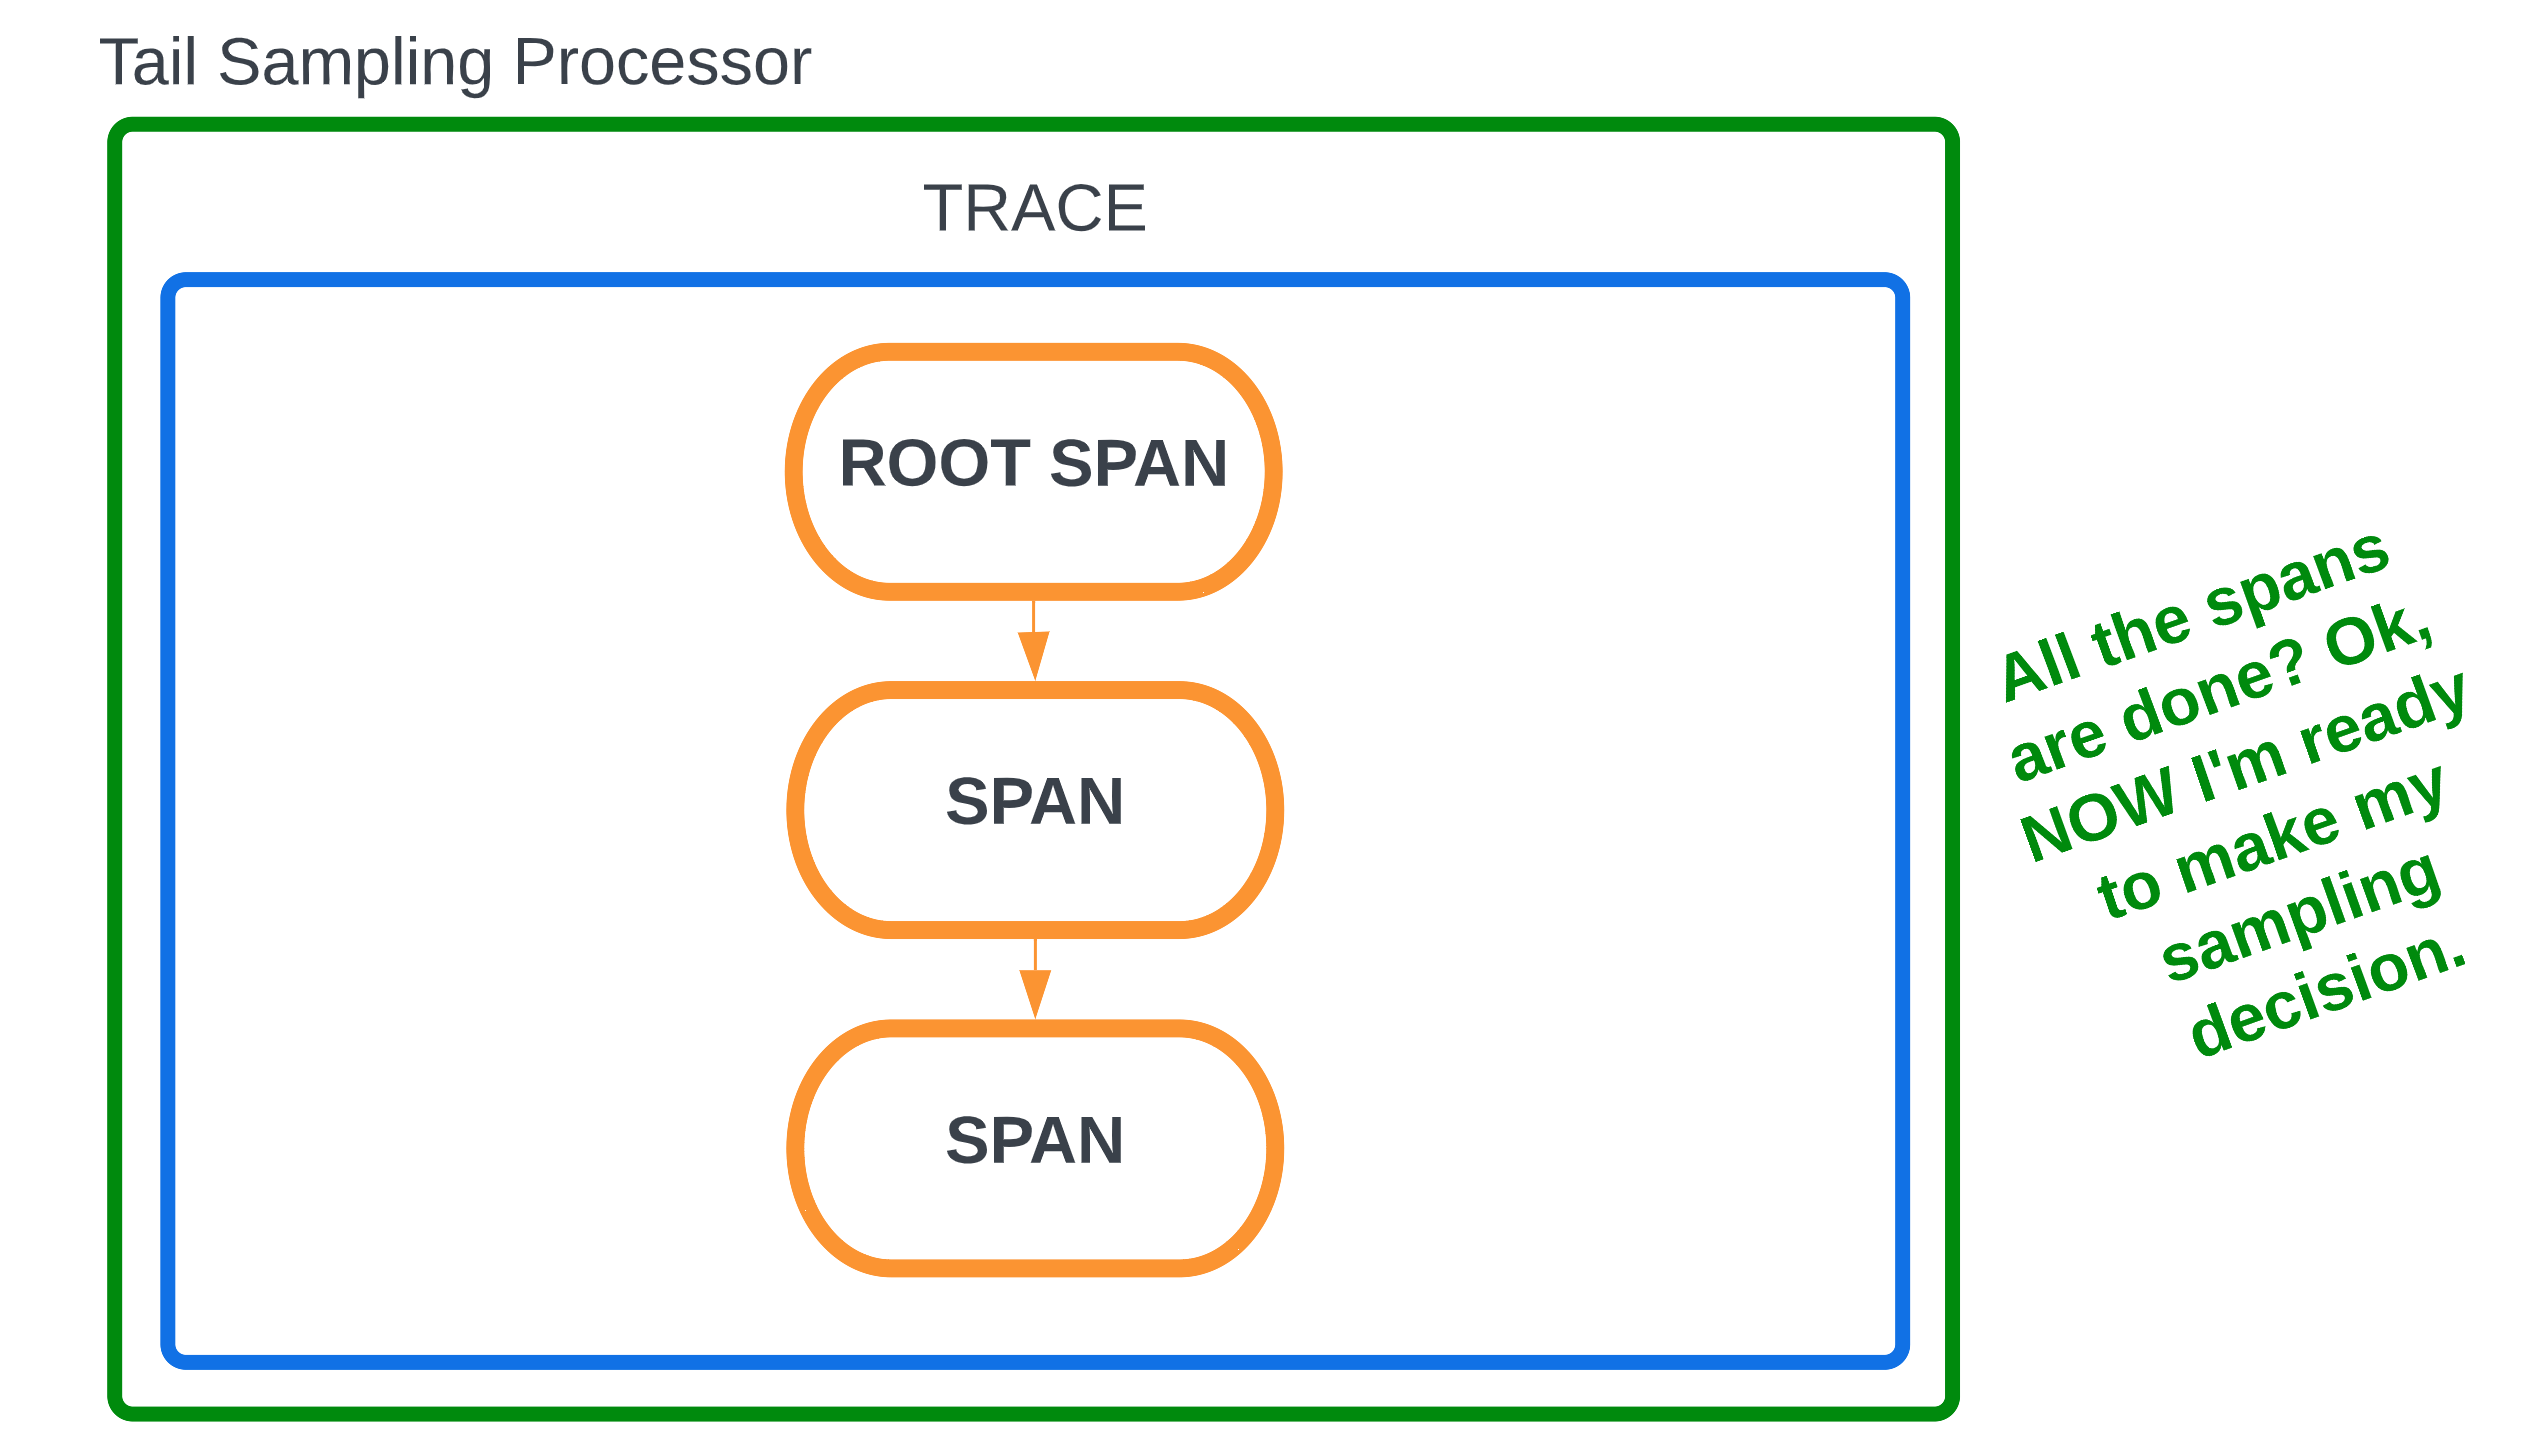 Tail Sampling Processor
TRACE
ROOT SPAN
SPAN
SPAN
All the spans
are done? Ok,
NOW I'm ready
to make my
sampling
decision.